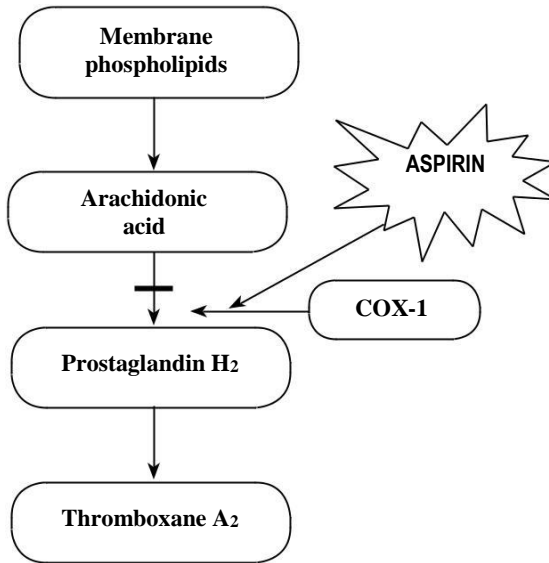 Membrane
phospholipids
ASPIRIN
Arachidonic
acid
COX-1
Prostaglandin H₂
Thromboxane A₂